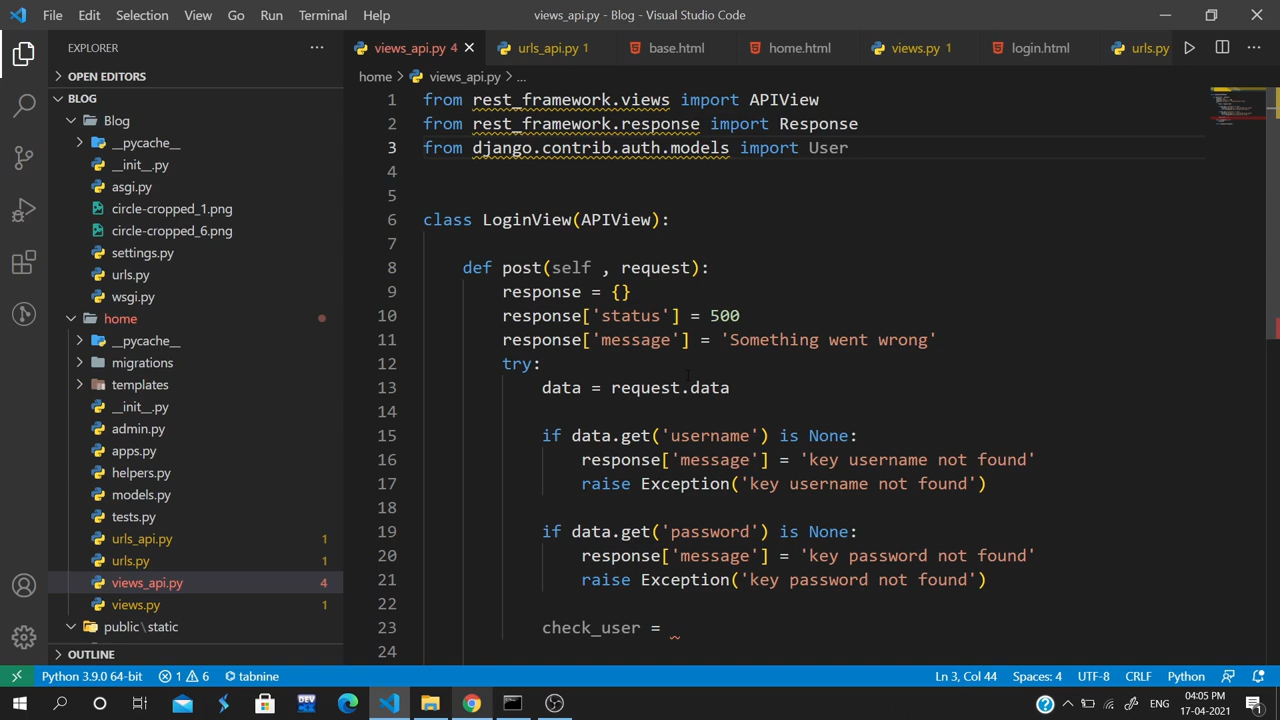 File Edit Selection View Go Run Terminal Help views_api.py - Blog - Visual Studio Code
EXPLORER
views_api.py 4 urls_api.py 1 base.html home.html views.py 1 login.html urls.py
OPEN EDITORS
BLOG
Blog
__pycache__
__init__.py
asgi.py
circle-cropped_1.png
circle-cropped_6.png
settings.py
urls.py
wsgi.py
home
__pycache__
migrations
templates
__init__.py
admin.py
apps.py
helpers.py
models.py
tests.py
urls_api.py 1
urls.py 1
views_api.py 4
views.py 1
public\static
OUTLINE
home > views_api.py > ...
1 from rest_framework.views import APIView
2 from rest_framework.response import Response
3 from django.contrib.auth.models import User
4
5
6 class LoginView(APIView):
7
8 def post(self , request):
9 response = {}
10 response['status'] = 500
11 response['message'] = 'Something went wrong'
12 try:
13 data = request.data
14
15 if data.get('username') is None:
16 response['message'] = 'key username not found'
17 raise Exception('key username not found')
18
19 if data.get('password') is None:
20 response['message'] = 'key password not found'
21 raise Exception('key password not found')
22
23 check_user =
24
Python 3.9.0 64-bit 1 6 tabnine Ln 3, Col 44 Spaces: 4 UTF-8 CRLF Python
04:05 PM
17-04-2021